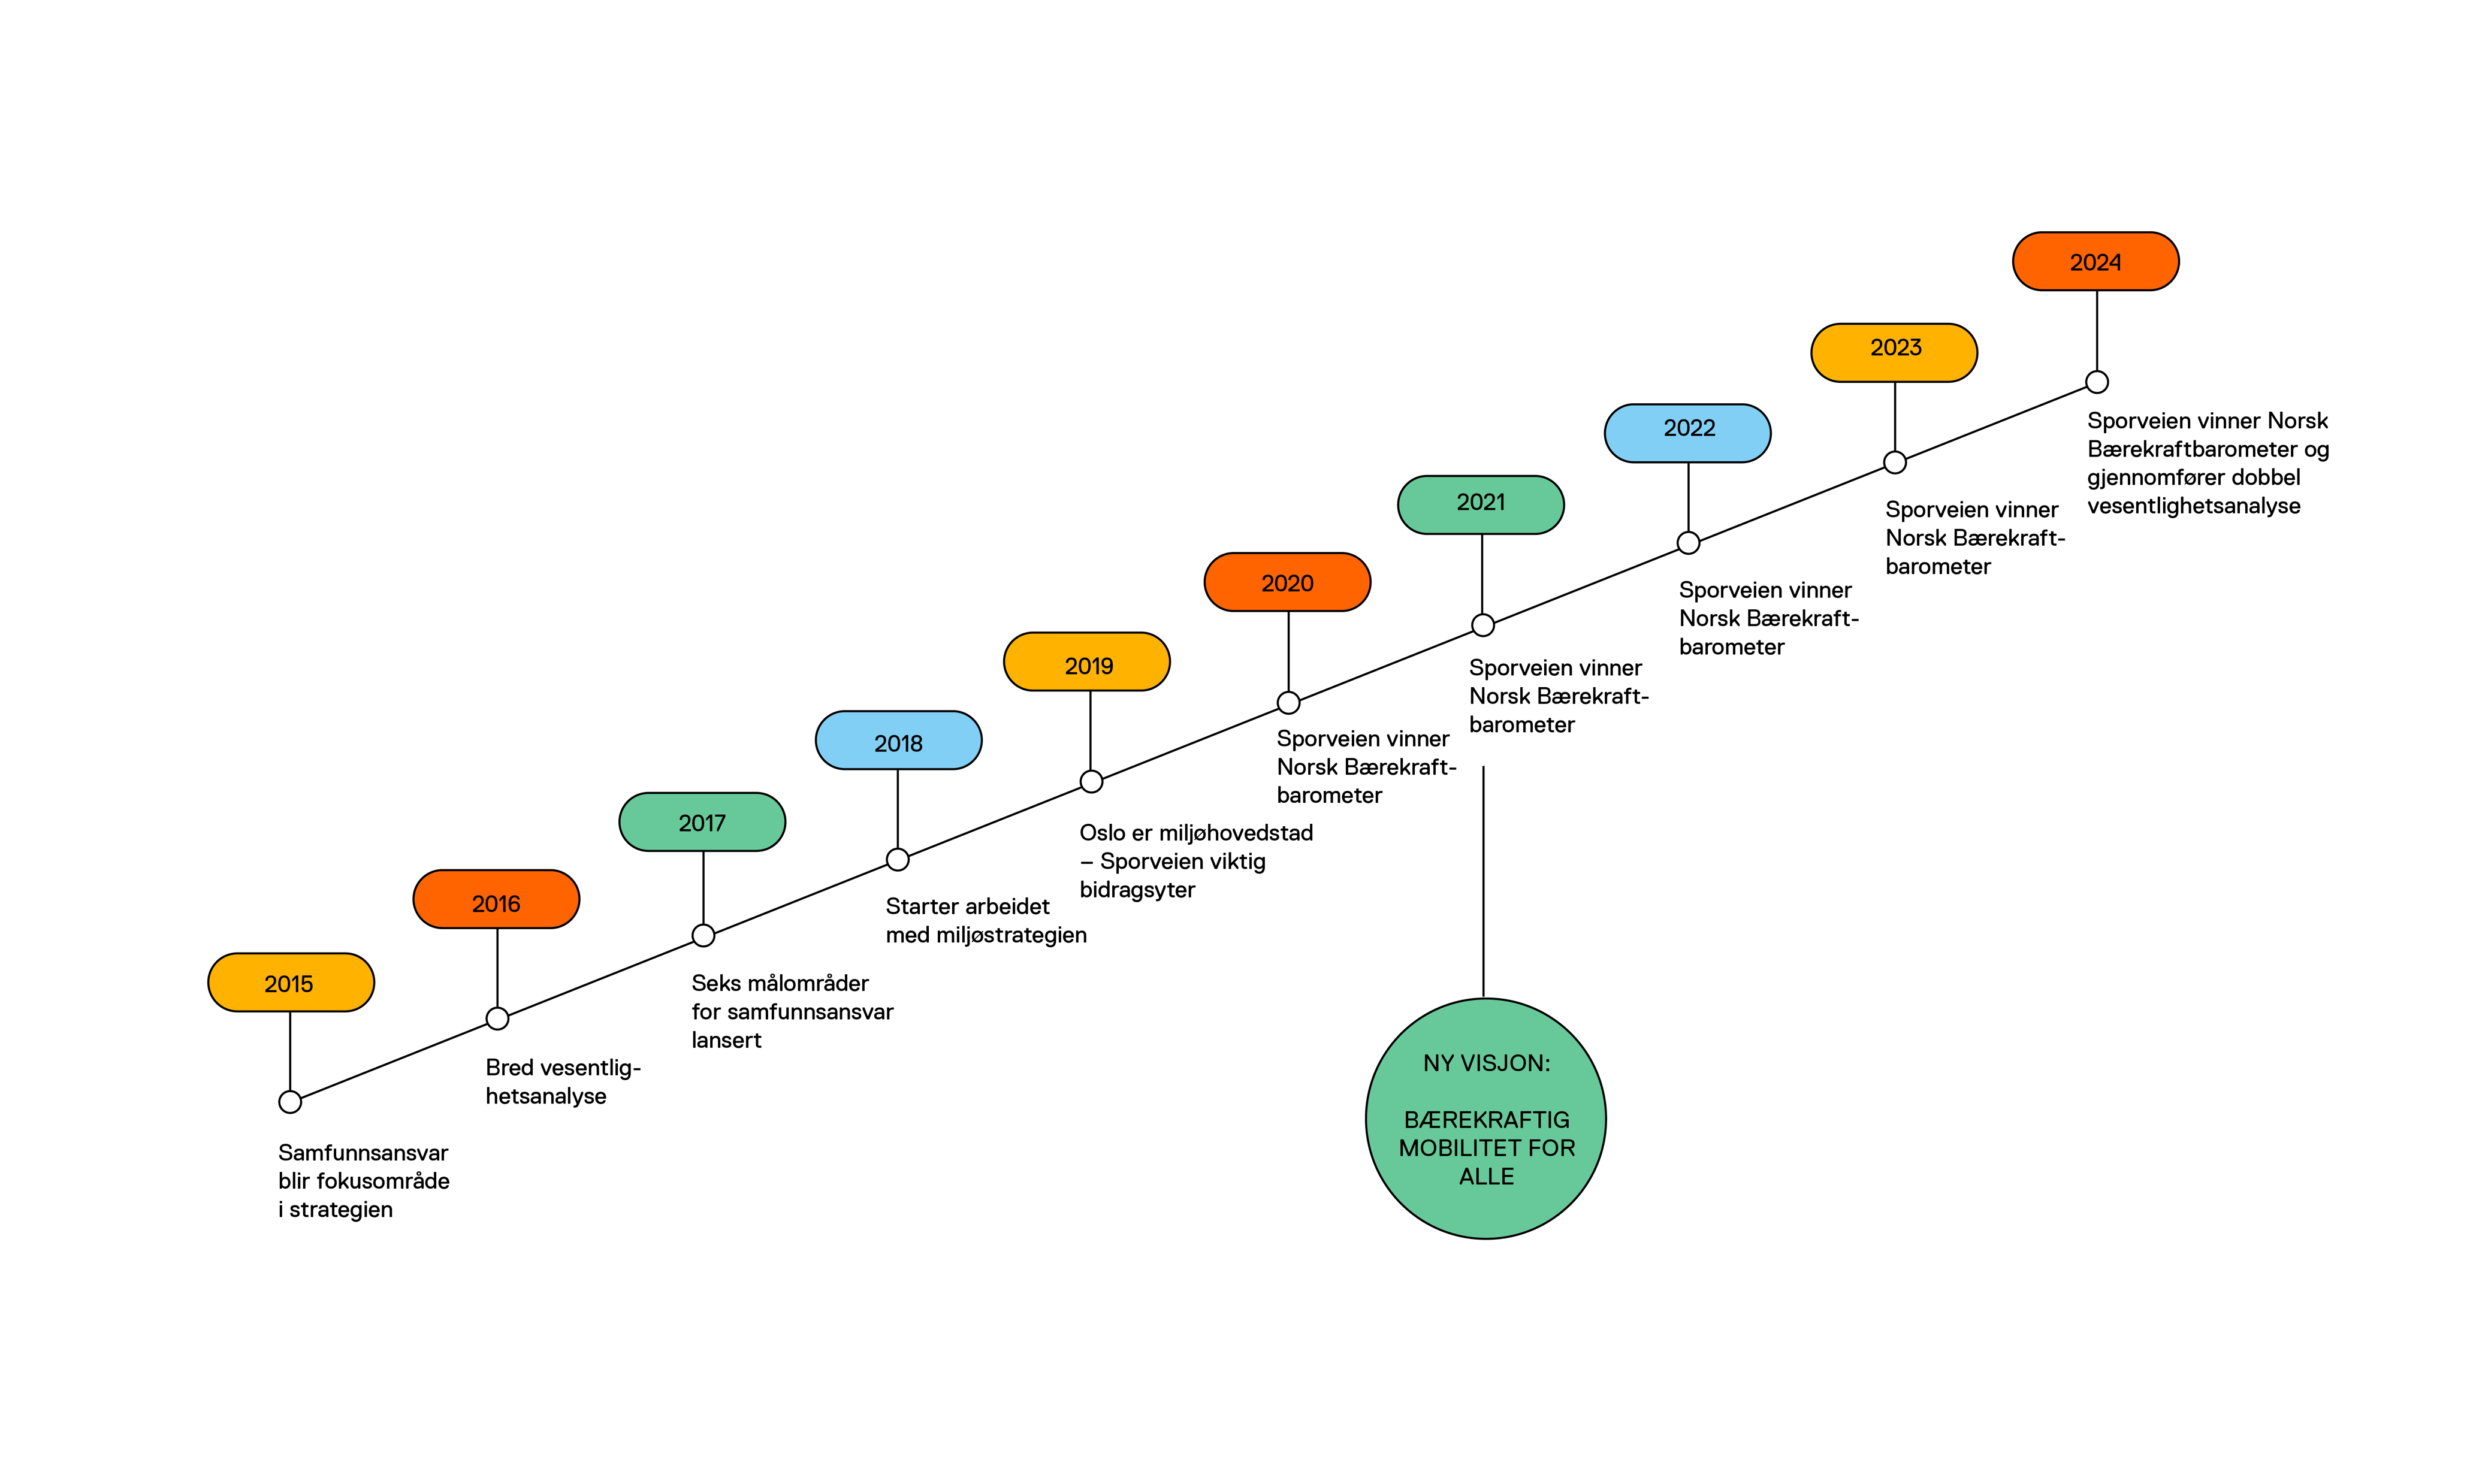 2015
Samfunnsansvar
blir fokusområde
i strategien
2016
Bred vesentlig-
hetsanalyse
2017
Seks målområder
for samfunnsansvar
lansert
2018
Starter arbeidet
med miljøstrategien
2019
Oslo er miljøhovedstad
– Sporveien viktig
bidragsyter
2020
Sporveien vinner
Norsk Bærekraft-
barometer
2021
Sporveien vinner
Norsk Bærekraft-
barometer
NY VISJON:
BÆREKRAFTIG
MOBILITET FOR
ALLE
2022
Sporveien vinner
Norsk Bærekraft-
barometer
2023
Sporveien vinner
Norsk Bærekraft-
barometer
2024
Sporveien vinner Norsk
Bærekraftbarometer og
gjennomfører dobbel
vesentlighetsanalyse